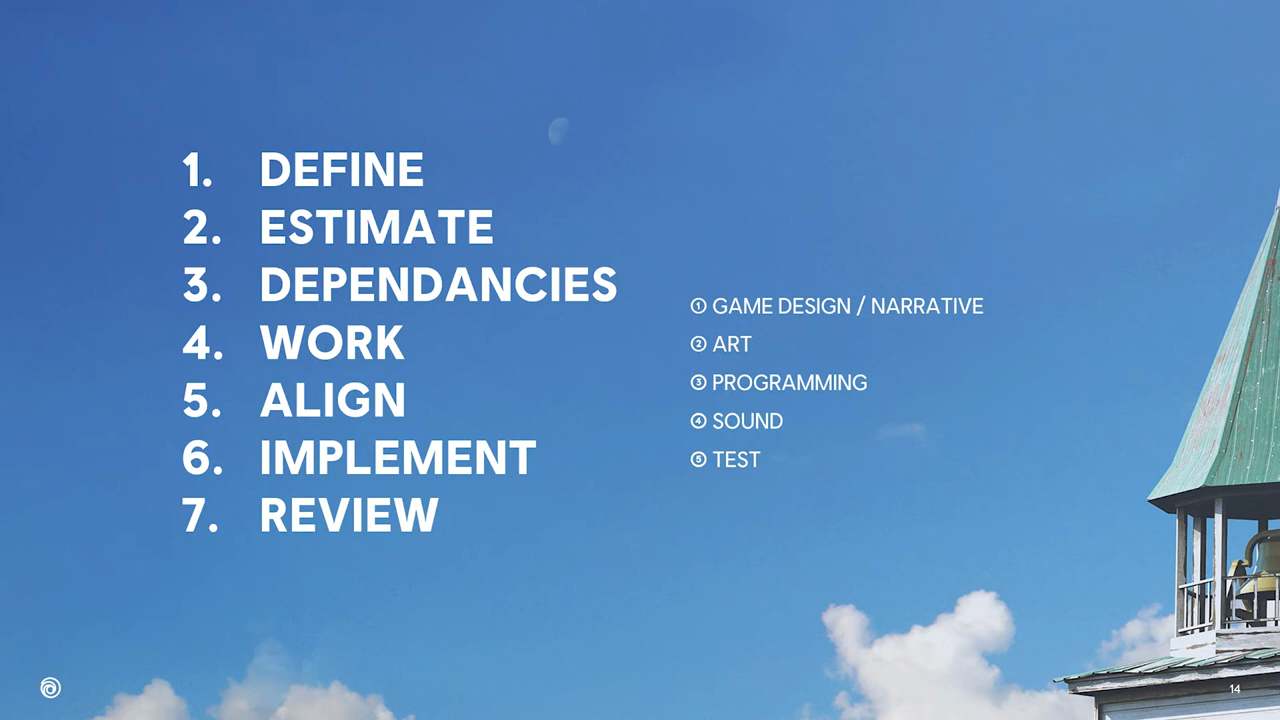 1. DEFINE
2. ESTIMATE
3. DEPENDANCIES
4. WORK
5. ALIGN
6. IMPLEMENT
7. REVIEW
① GAME DESIGN / NARRATIVE
② ART
③ PROGRAMMING
④ SOUND
⑤ TEST
14